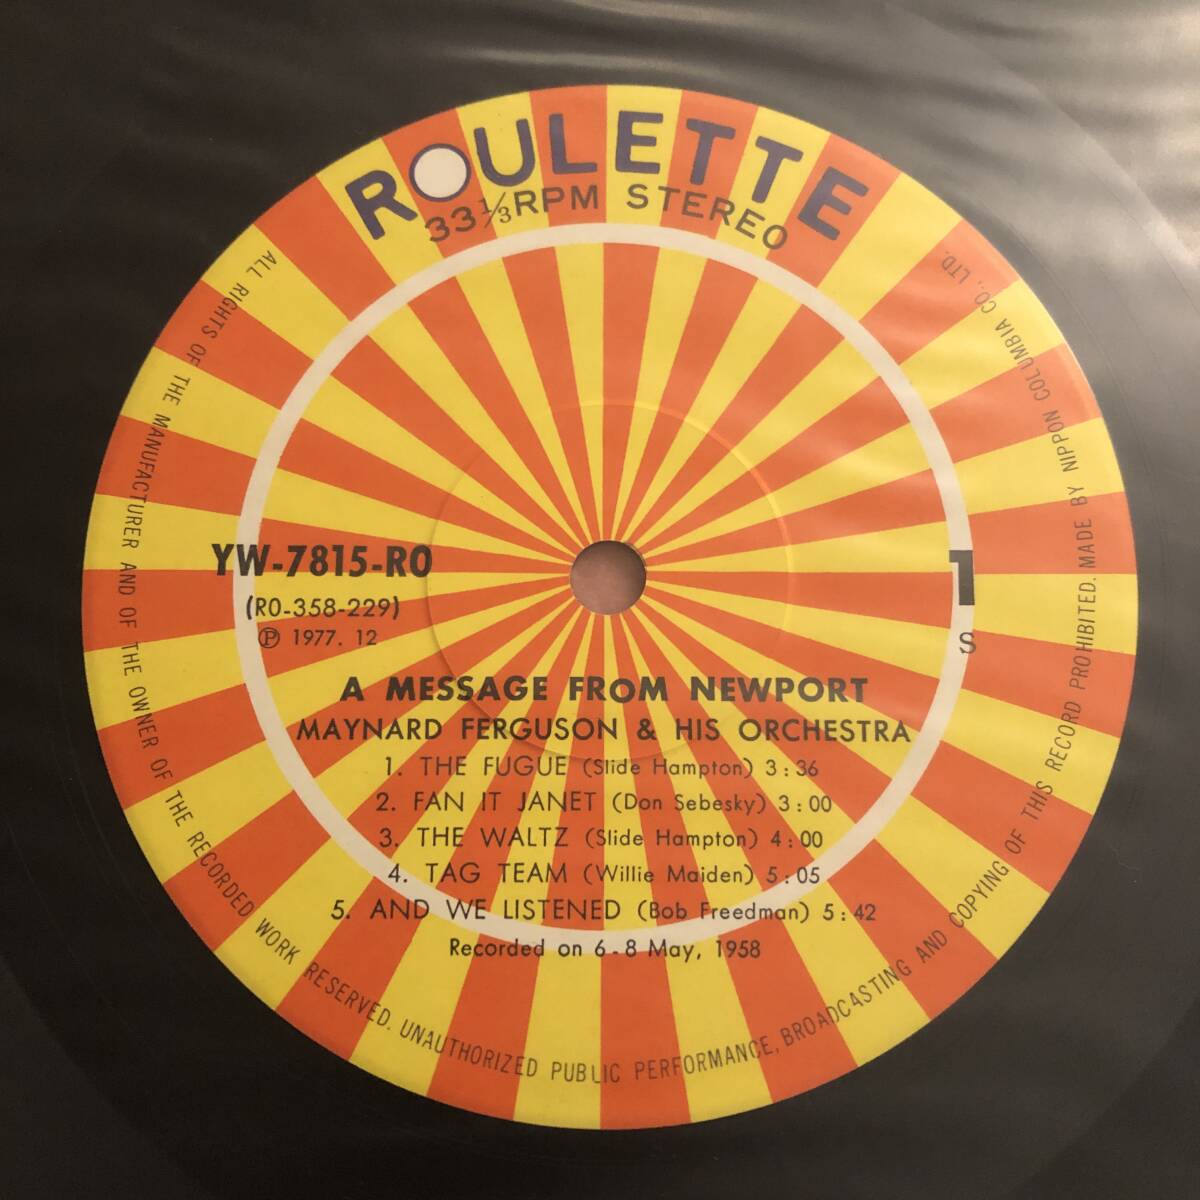 ROULETTE
33 1/3 RPM STEREO
YW-7815-RO
(RO-358-229)
Ⓟ 1977. 12
1
S
A MESSAGE FROM NEWPORT
MAYNARD FERGUSON & HIS ORCHESTRA
1. THE FUGUE (Slide Hampton) 3:36
2. FAN IT JANET (Don Sebesky) 3:00
3. THE WALTZ (Slide Hampton) 4:00
4. TAG TEAM (Willie Maiden) 5:05
5. AND WE LISTENED (Bob Freedman) 5:42
Recorded on 6-8 May, 1958
ALL RIGHTS OF THE MANUFACTURER AND OF THE OWNER OF THE RECORDED WORK RESERVED. UNAUTHORIZED PUBLIC PERFORMANCE, BROADCASTING AND COPYING OF THIS RECORD PROHIBITED. MADE BY NIPPON COLUMBIA CO., LTD.